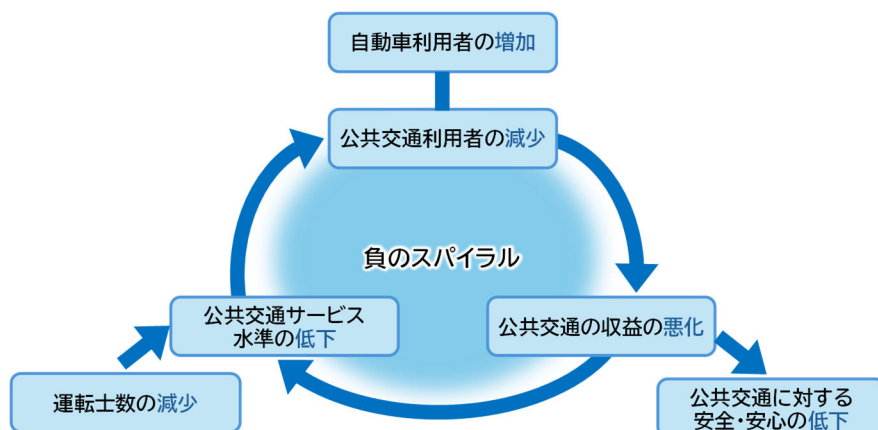 自動車利用者の増加
公共交通利用者の減少
負のスパイラル
公共交通サービス
水準の低下
公共交通の収益の悪化
運転士数の減少
公共交通に対する
安全・安心の低下